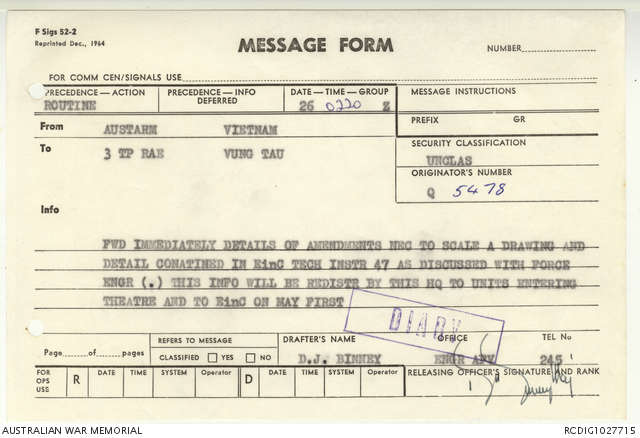 F Sigs 52-2
Reprinted Dec., 1964
MESSAGE FORM
NUMBER
FOR COMM CEN/SIGNALS USE
PRECEDENCE—ACTION
ROUTINE
PRECEDENCE—INFO
DEFERRED
DATE—TIME—GROUP
26 0220 Z
MESSAGE INSTRUCTIONS
PREFIX GR
From AUSTARM VIETNAM
To 3 TP RAE VUNG TAU
SECURITY CLASSIFICATION
UNCLAS
ORIGINATOR'S NUMBER
Q 5478
Info
FWD IMMEDIATELY DETAILS OF AMENDMENTS NEC TO SCALE A DRAWING AND
DETAIL CONATINED IN EinC TECH INSTR 47 AS DISCUSSED WITH FORCE
ENGR (.) THIS INFO WILL BE REDISTR BY THIS HQ TO UNITS ENTERING
THEATRE AND TO EinC ON MAY FIRST
DIARY
Page of pages
REFERS TO MESSAGE
CLASSIFIED YES NO
DRAFTER'S NAME
D.J. BINNEY
OFFICE
ENGR ADV
TEL No
245
FOR OPS USE
R DATE TIME SYSTEM Operator D DATE TIME SYSTEM Operator
RELEASING OFFICER'S SIGNATURE AND RANK
AUSTRALIAN WAR MEMORIAL
RCDIG1027715